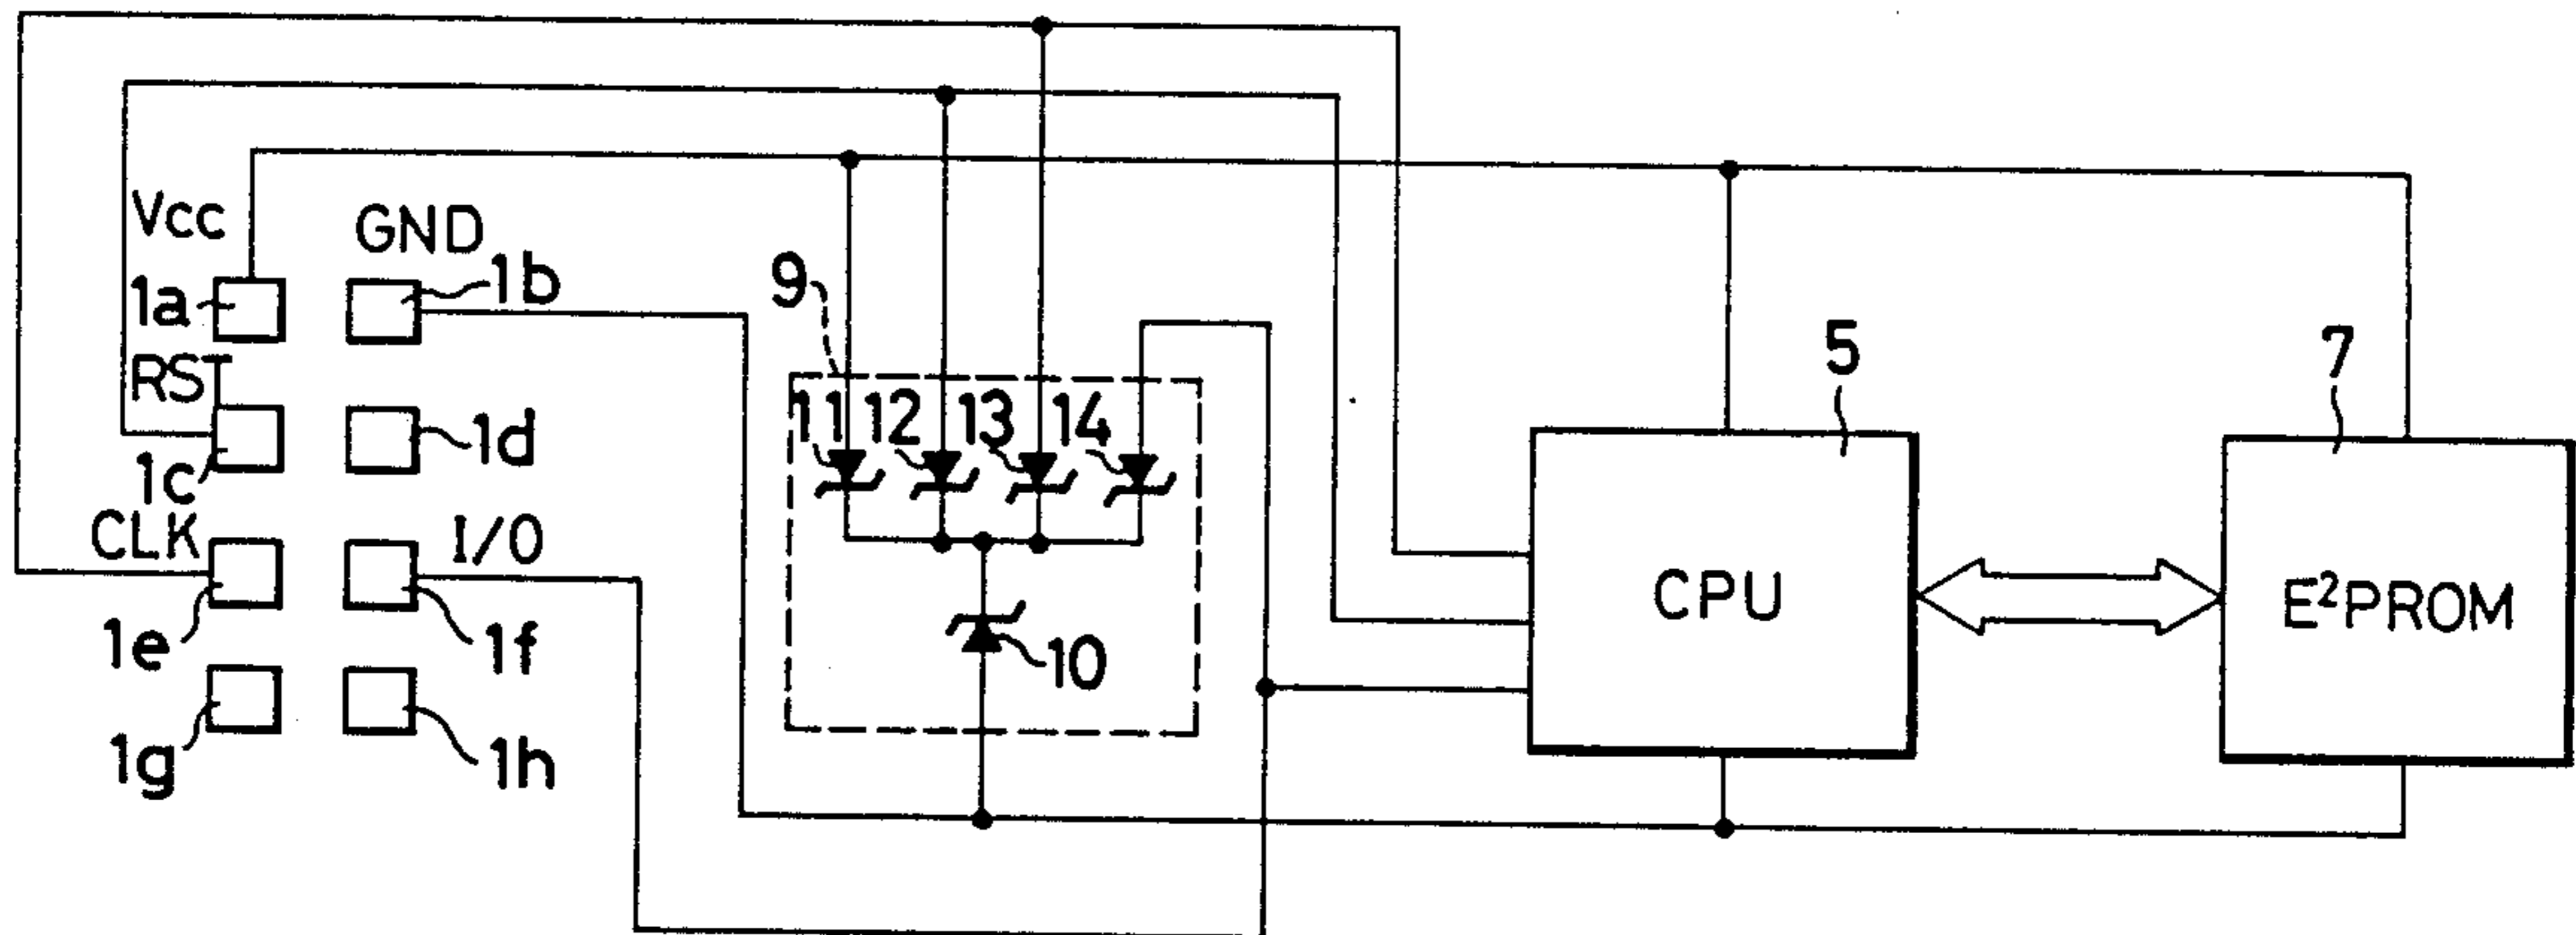 Vcc
GND
1a
1b
RST
1c
1d
CLK
I/O
1e
1f
1g
1h
9
11
12
13
14
10
5
CPU
7
E²PROM